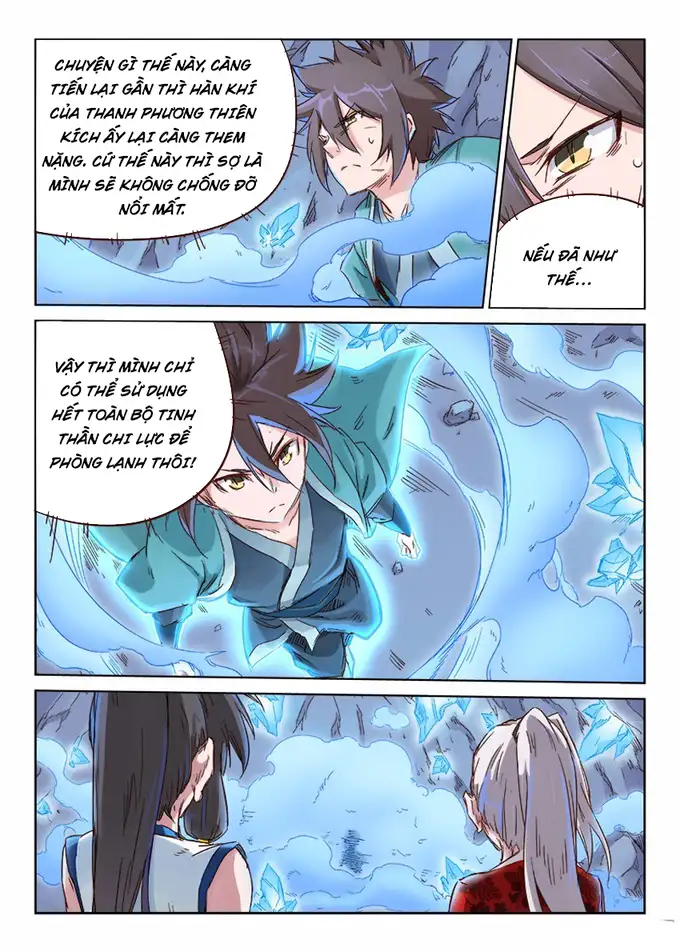 CHUYỆN GÌ THẾ NÀY, CÀNG
TIẾN LẠI GẦN THÌ HÀN KHÍ
CỦA THANH PHƯƠNG THIÊN
KÍCH ẤY LẠI CÀNG THEM
NẶNG. CỨ THẾ NÀY THÌ SỢ LÀ
MÌNH SẼ KHÔNG CHỐNG ĐỠ
NỔI MẤT.
NẾU ĐÃ NHƯ
THẾ...
VẬY THÌ MÌNH CHỈ
CÓ THỂ SỬ DỤNG
HẾT TOÀN BỘ TINH
THẦN CHI LỰC ĐỂ
PHÒNG LẠNH THÔI!